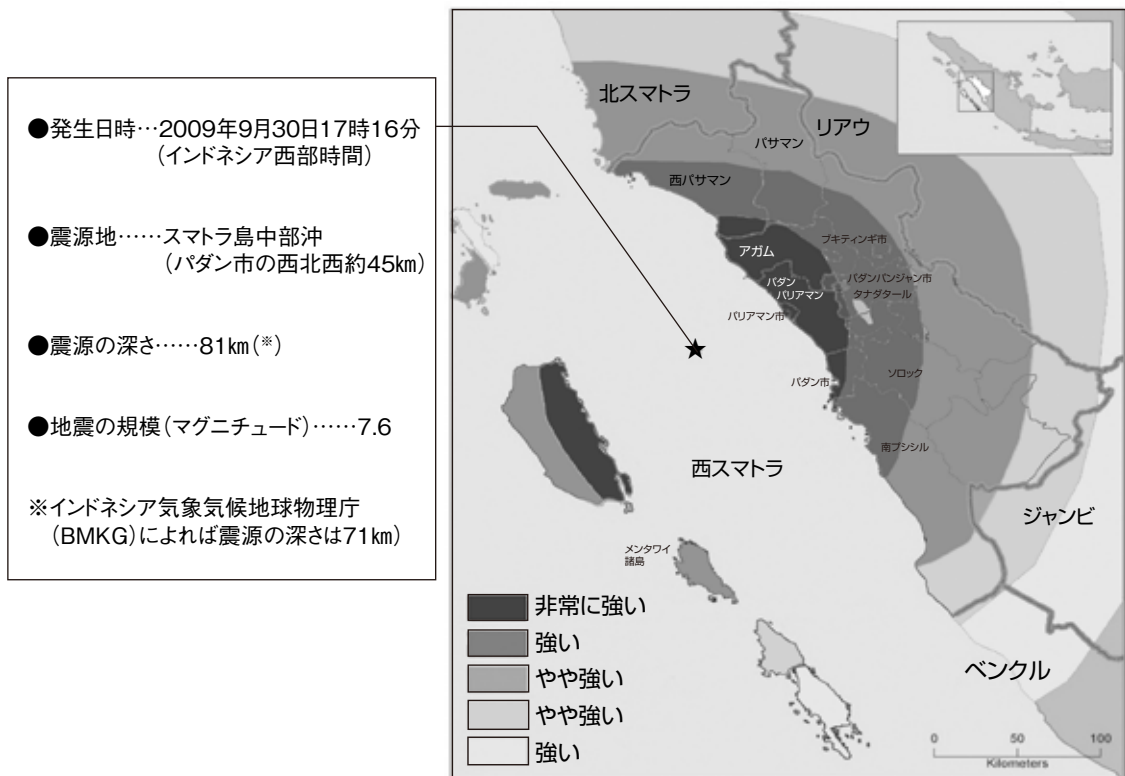 ●発生日時…2009年9月30日17時16分
(インドネシア西部時間)
●震源地……スマトラ島中部沖
(パダン市の西北西約45km)
●震源の深さ……81km(※)
●地震の規模(マグニチュード)……7.6
※インドネシア気象気候地球物理庁
(BMKG)によれば震源の深さは71km)
北スマトラ
リアウ
パサマン
西パサマン
ブキティンギ市
アガム
パダンパンジャン市
パダン
パリアマン
タナダタール
パリアマン市
パダン市
ソロック
南プシシル
西スマトラ
ジャンビ
メンタワイ
諸島
ベンクル
非常に強い
強い
やや強い
やや強い
強い
0 50 100
Kilometers